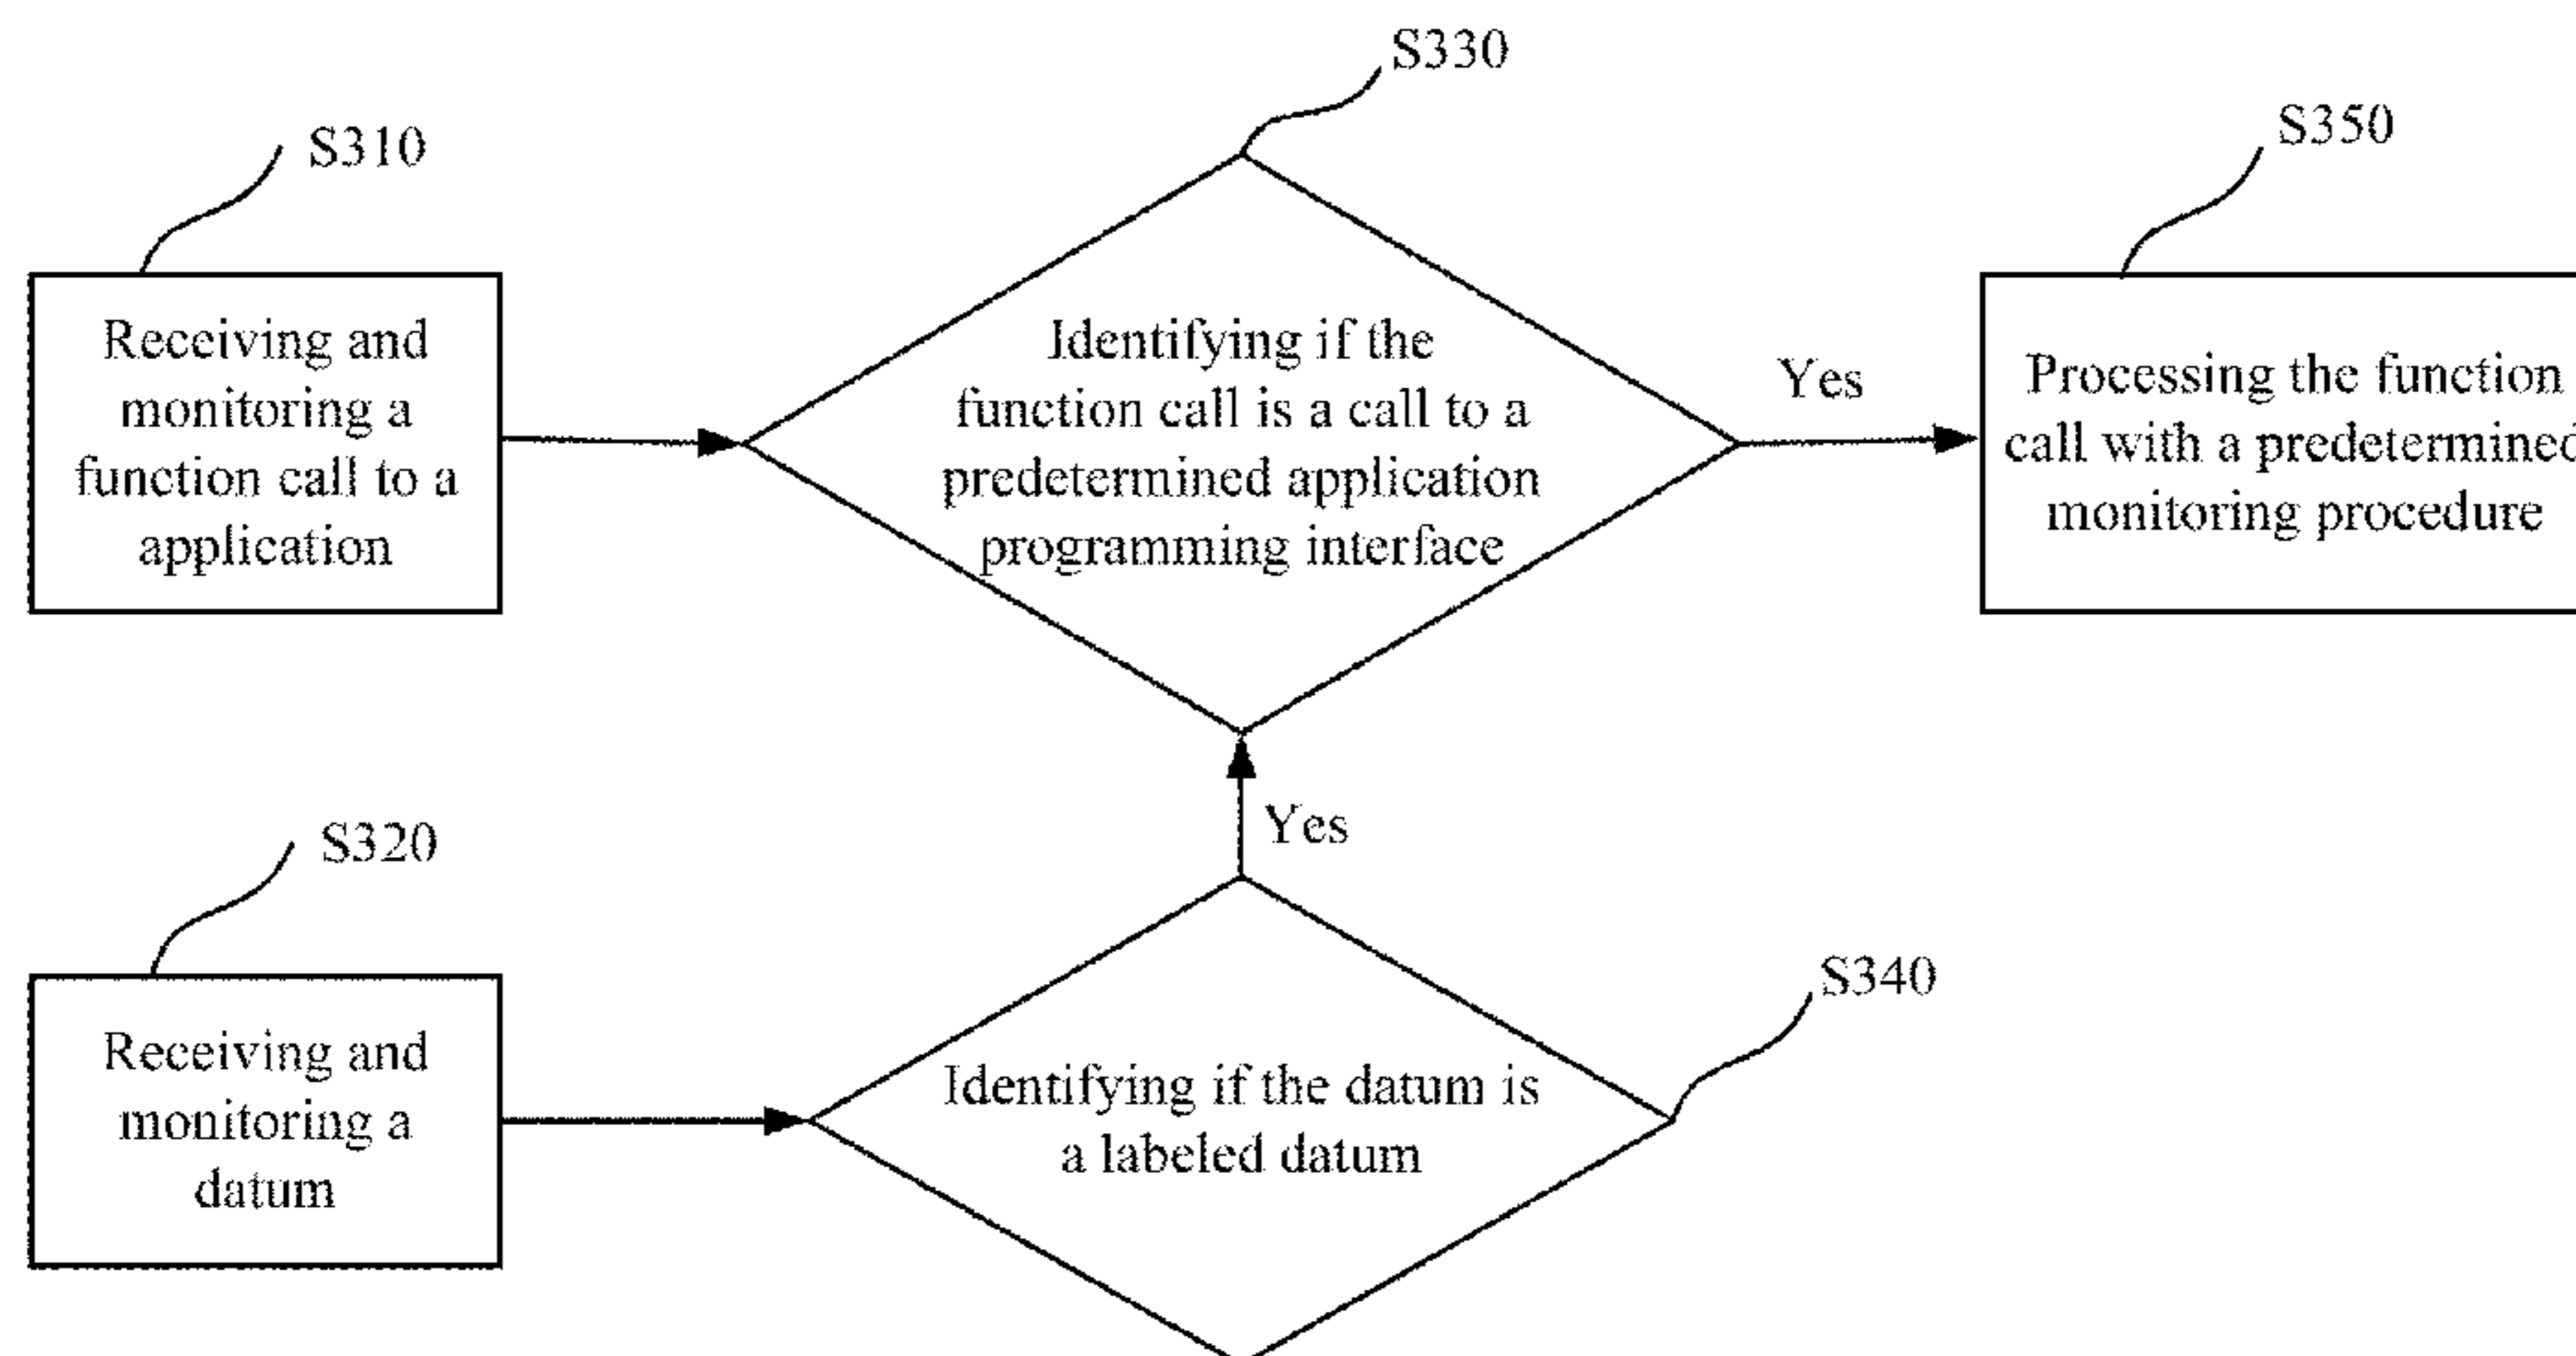 S330
S310
S350
Receiving and
monitoring a
function call to a
application
Identifying if the
function call is a call to a
predetermined application
programming interface
Yes
Processing the function
call with a predetermined
monitoring procedure
Yes
S320
S340
Receiving and
monitoring a
datum
Identifying if the datum is
a labeled datum